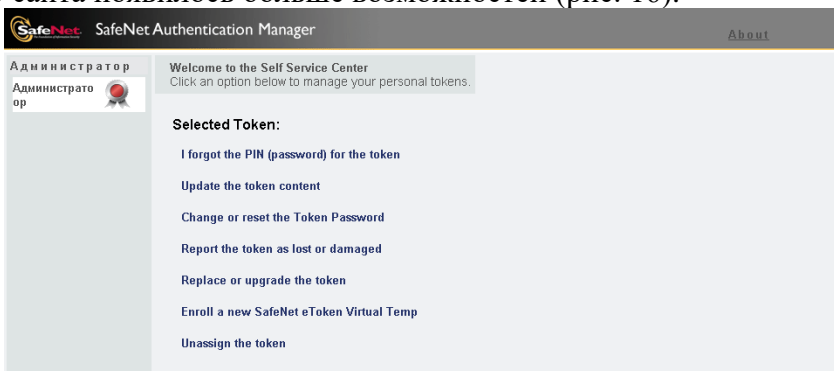 сайта появилось больше возможностей (рис. 16).
SafeNet. SafeNet Authentication Manager
About
Администратор
Администрато
ор
Welcome to the Self Service Center
Click an option below to manage your personal tokens.
Selected Token:
I forgot the PIN (password) for the token
Update the token content
Change or reset the Token Password
Report the token as lost or damaged
Replace or upgrade the token
Enroll a new SafeNet eToken Virtual Temp
Unassign the token